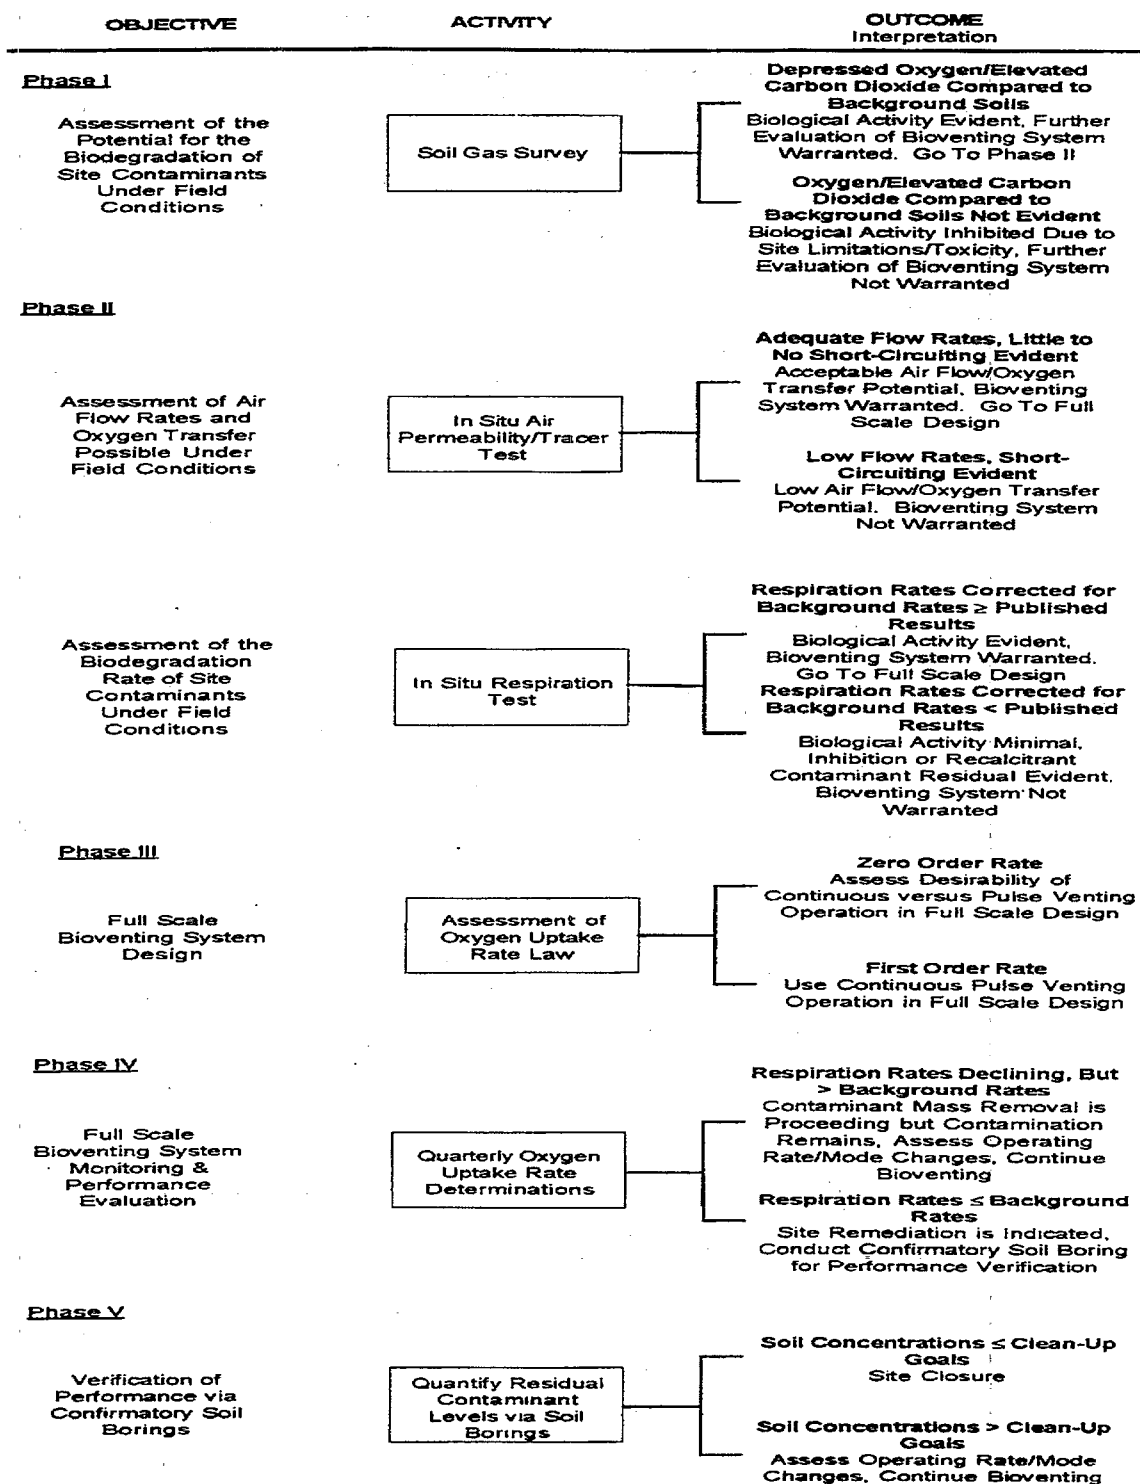 OBJECTIVE ACTIVITY OUTCOME
Interpretation
Phase I
Assessment of the
Potential for the
Biodegradation of
Site Contaminants
Under Field
Conditions
Soil Gas Survey
Depressed Oxygen/Elevated
Carbon Dioxide Compared to
Background Soils
Biological Activity Evident, Further
Evaluation of Bioventing System
Warranted. Go To Phase II
Oxygen/Elevated Carbon
Dioxide Compared to
Background Soils Not Evident
Biological Activity Inhibited Due to
Site Limitations/Toxicity, Further
Evaluation of Bioventing System
Not Warranted
Phase II
Assessment of Air
Flow Rates and
Oxygen Transfer
Possible Under
Field Conditions
In Situ Air
Permeability/Tracer
Test
Adequate Flow Rates, Little to
No Short-Circuiting Evident
Acceptable Air Flow/Oxygen
Transfer Potential, Bioventing
System Warranted. Go To Full
Scale Design
Low Flow Rates, Short-
Circuiting Evident
Low Air Flow/Oxygen Transfer
Potential. Bioventing System
Not Warranted
Assessment of the
Biodegradation
Rate of Site
Contaminants
Under Field
Conditions
In Situ Respiration
Test
Respiration Rates Corrected for
Background Rates ≥ Published
Results
Biological Activity Evident,
Bioventing System Warranted.
Go To Full Scale Design
Respiration Rates Corrected for
Background Rates < Published
Results
Biological Activity Minimal,
Inhibition or Recalcitrant
Contaminant Residual Evident.
Bioventing System Not
Warranted
Phase III
Full Scale
Bioventing System
Design
Assessment of
Oxygen Uptake
Rate Law
Zero Order Rate
Assess Desirability of
Continuous versus Pulse Venting
Operation in Full Scale Design
First Order Rate
Use Continuous Pulse Venting
Operation in Full Scale Design
Phase IV
Full Scale
Bioventing System
Monitoring &
Performance
Evaluation
Quarterly Oxygen
Uptake Rate
Determinations
Respiration Rates Declining, But
> Background Rates
Contaminant Mass Removal is
Proceeding but Contamination
Remains, Assess Operating
Rate/Mode Changes, Continue
Bioventing
Respiration Rates ≤ Background
Rates
Site Remediation is Indicated,
Conduct Confirmatory Soil Boring
for Performance Verification
Phase V
Verification of
Performance via
Confirmatory Soil
Borings
Quantify Residual
Contaminant
Levels via Soil
Borings
Soil Concentrations ≤ Clean-Up
Goals
Site Closure
Soil Concentrations > Clean-Up
Goals
Assess Operating Rate/Mode
Changes, Continue Bioventing